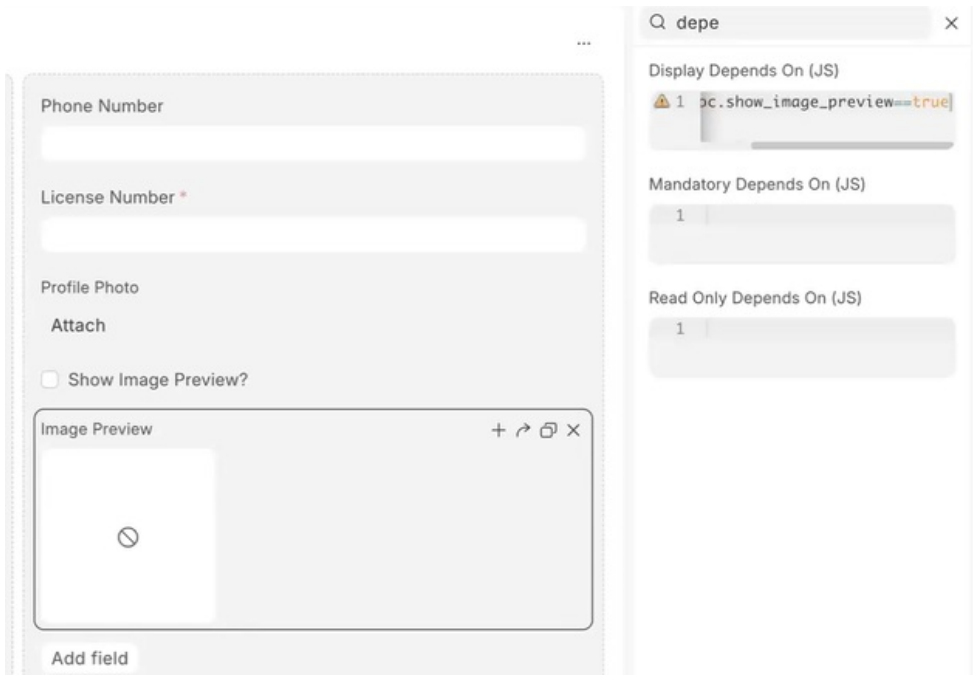 depe
Phone Number
License Number *
Profile Photo
Attach
Show Image Preview?
Image Preview
Add field
Display Depends On (JS)
1 oc.show_image_preview==true
Mandatory Depends On (JS)
1
Read Only Depends On (JS)
1